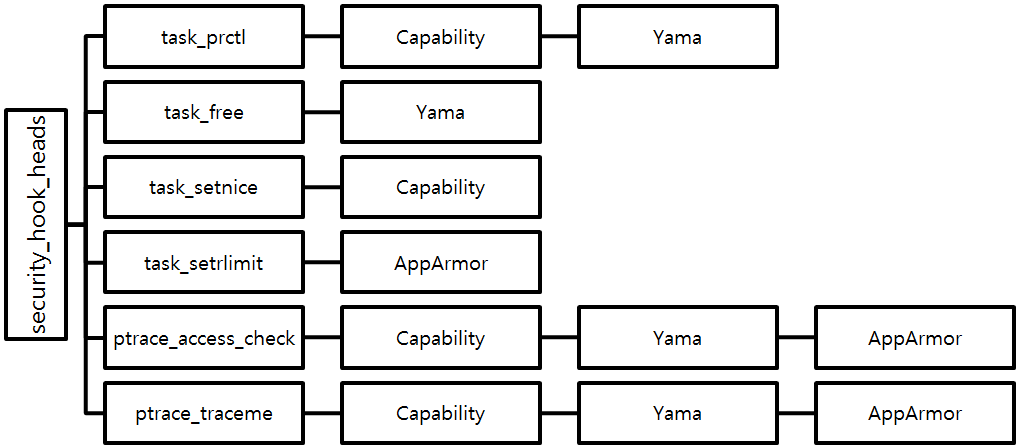 security_hook_heads
task_prctl Capability Yama
task_free Yama
task_setnice Capability
task_setrlimit AppArmor
ptrace_access_check Capability Yama AppArmor
ptrace_traceme Capability Yama AppArmor